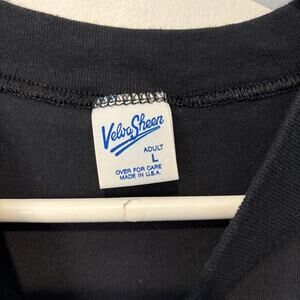 Velva Sheen
ADULT
L
OVER FOR CARE
MADE IN U.S.A.